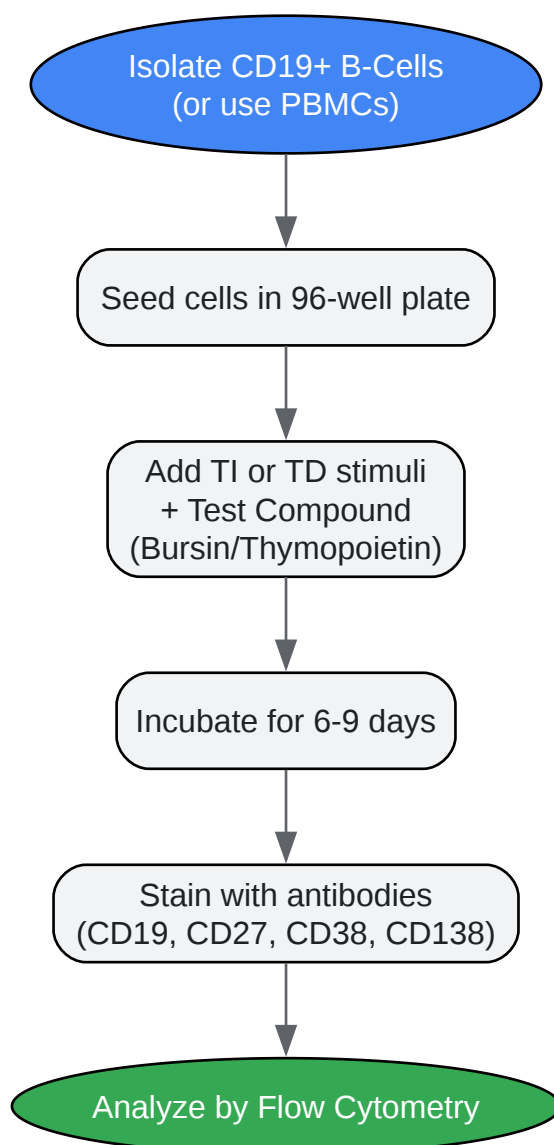 Isolate CD19+ B-Cells
(or use PBMCs)
Seed cells in 96-well plate
Add TI or TD stimuli
+ Test Compound
(Bursin/Thymopoietin)
Incubate for 6-9 days
Stain with antibodies
(CD19, CD27, CD38, CD138)
Analyze by Flow Cytometry